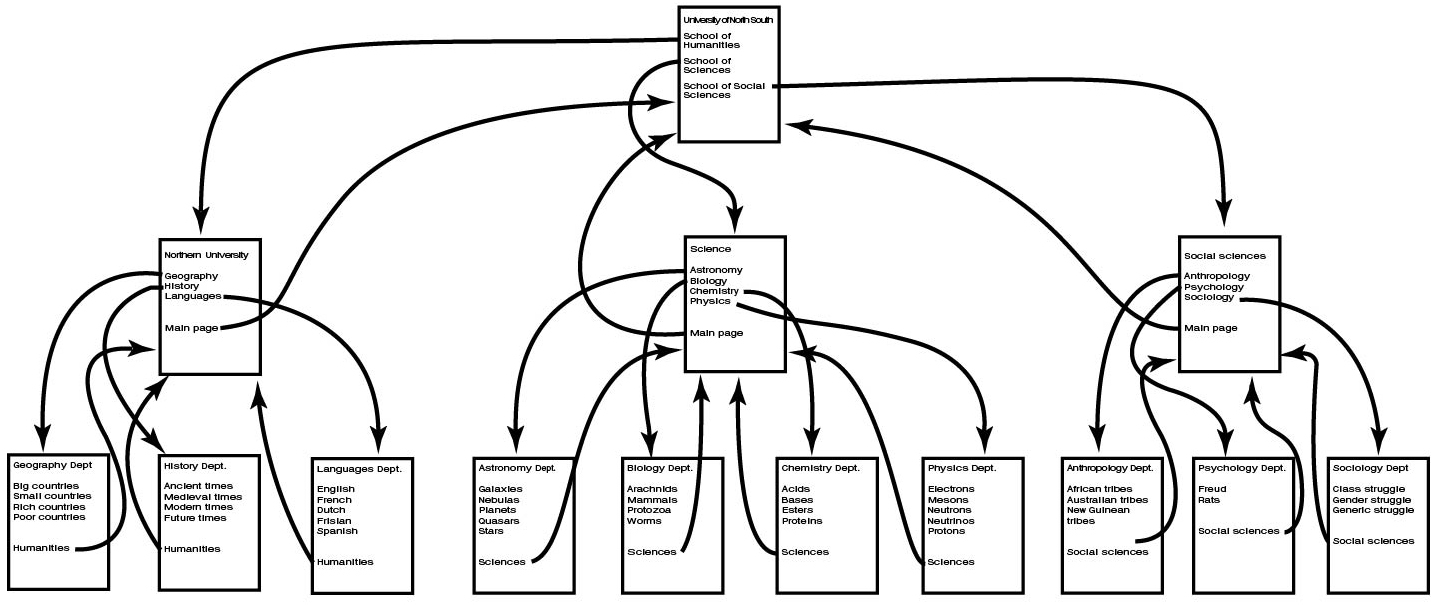 University of North South
School of
Humanities
School of
Sciences
School of Social
Sciences
Northern University
Geography
History
Languages
Main page
Science
Astronomy
Biology
Chemistry
Physics
Main page
Social sciences
Anthropology
Psychology
Sociology
Main page
Geography Dept
Big countries
Small countries
Rich countries
Poor countries
Humanities
History Dept.
Ancient times
Medieval times
Modern times
Future times
Humanities
Languages Dept.
English
French
Dutch
Frisian
Spanish
Humanities
Astronomy Dept.
Galaxies
Nebulas
Planets
Quasars
Stars
Sciences
Biology Dept.
Arachnids
Mammals
Protozoa
Worms
Sciences
Chemistry Dept.
Acids
Bases
Esters
Proteins
Sciences
Physics Dept.
Electrons
Mesons
Neutrons
Neutrinos
Protons
Sciences
Anthropology Dept.
African tribes
Australian tribes
New Guinean
tribes
Social sciences
Psychology Dept.
Freud
Rats
Social sciences
Sociology Dept
Class struggle
Gender struggle
Generic struggle
Social sciences